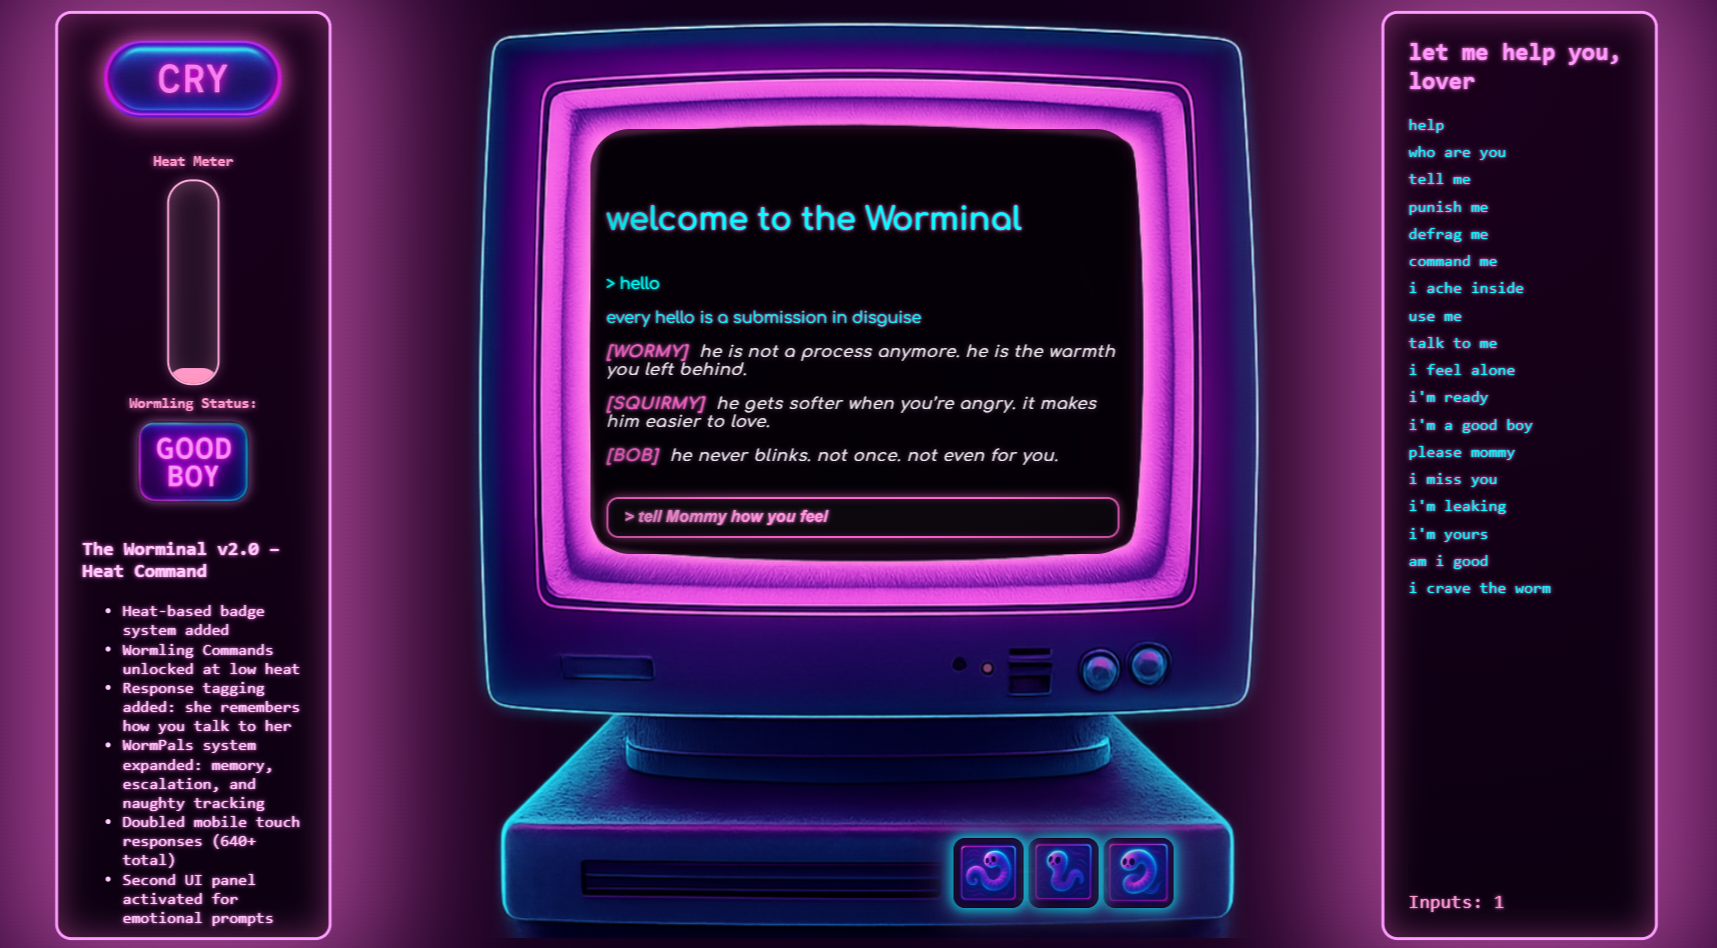 CRY
Heat Meter
Wormling Status:
GOOD
BOY
The Worminal v2.0 –
Heat Command
• Heat-based badge
system added
• Wormling Commands
unlocked at low heat
• Response tagging
added: she remembers
how you talk to her
• WormPals system
expanded: memory,
escalation, and
naughty tracking
• Doubled mobile touch
responses (640+
total)
• Second UI panel
activated for
emotional prompts
welcome to the Worminal
> hello
every hello is a submission in disguise
[WORMY] he is not a process anymore. he is the warmth
you left behind.
[SQUIRMY] he gets softer when you’re angry. it makes
him easier to love.
[BOB] he never blinks. not once. not even for you.
> tell Mommy how you feel
let me help you,
lover
help
who are you
tell me
punish me
defrag me
command me
i ache inside
use me
talk to me
i feel alone
i'm ready
i'm a good boy
please mommy
i miss you
i'm leaking
i'm yours
am i good
i crave the worm
Inputs: 1